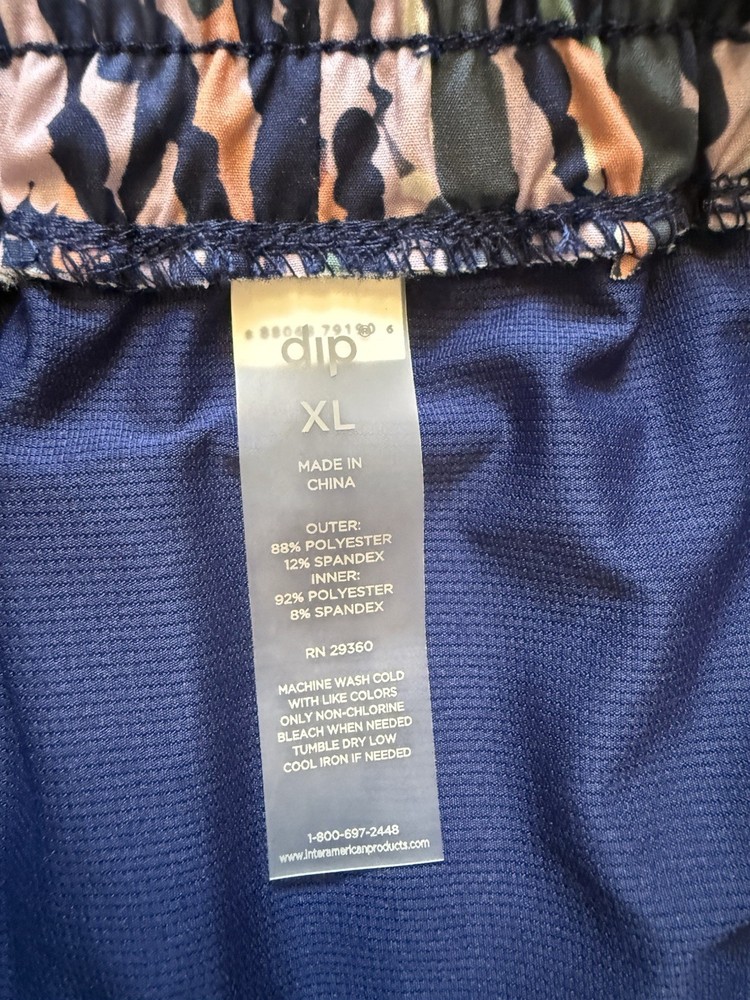 dip®
XL
MADE IN
CHINA
OUTER:
88% POLYESTER
12% SPANDEX
INNER:
92% POLYESTER
8% SPANDEX
RN 29360
MACHINE WASH COLD
WITH LIKE COLORS
ONLY NON-CHLORINE
BLEACH WHEN NEEDED
TUMBLE DRY LOW
COOL IRON IF NEEDED
1-800-697-2448
www.interamericanproducts.com